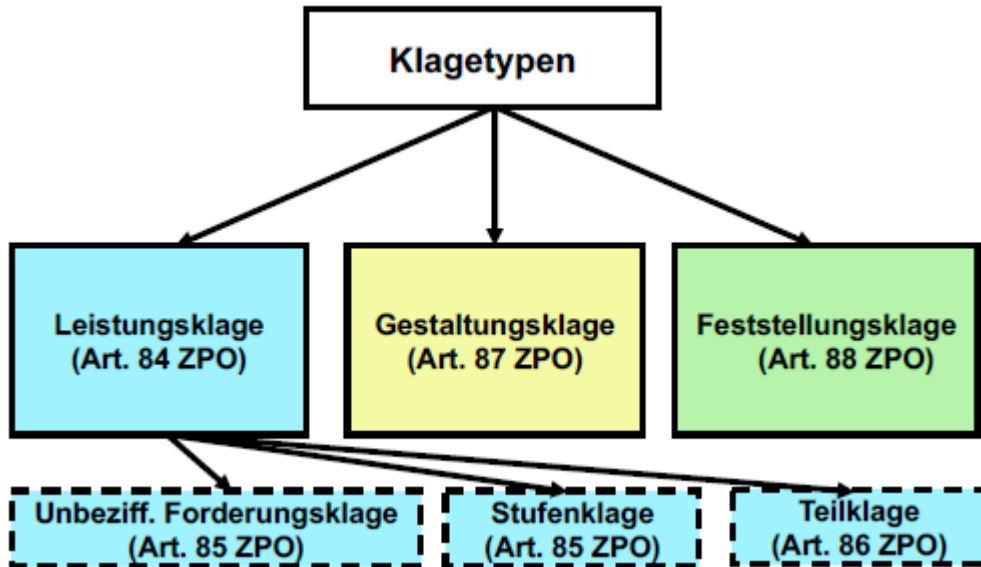 Klagetypen
Leistungsklage
(Art. 84 ZPO)
Gestaltungsklage
(Art. 87 ZPO)
Feststellungsklage
(Art. 88 ZPO)
Unbeziff. Forderungsklage
(Art. 85 ZPO)
Stufenklage
(Art. 85 ZPO)
Teilklage
(Art. 86 ZPO)